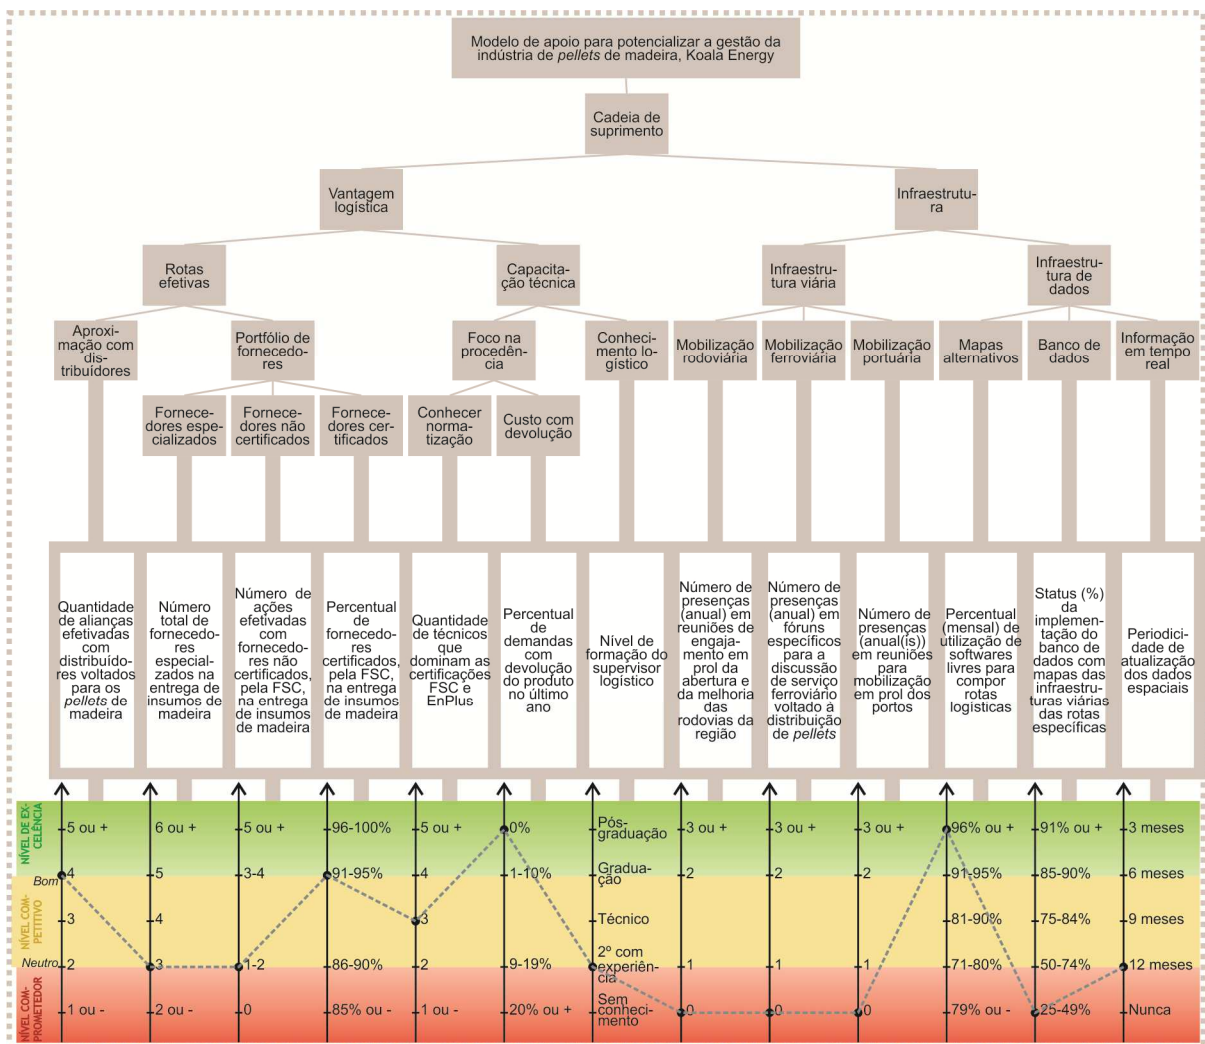 Modelo de apoio para potencializar a gestão da
indústria de pellets de madeira, Koala Energy
Cadeia de
suprimento
Vantagem
logística
Infraestrutu-
ra
Rotas
efetivas
Capacita-
ção técnica
Infraestru-
tura viária
Infraestru-
tura de
dados
Aproxi-
mação com
dis-
tribuídores
Portfólio de
fornecedo-
res
Foco na
procedên-
cia
Conheci-
mento lo-
gístico
Mobilização
rodoviária
Mobilização
ferroviária
Mobilização
portuária
Mapas
alternativos
Banco de
dados
Informação
em tempo
real
Fornece-
dores espe-
cializados
Fornecedores
não
certificados
Fornece-
dores cer-
tificados
Conhecer
norma-
tização
Custo com
devolução
Quantidade
de alianças
efetivadas
com
distribuído-
res voltados
para os
pellets de
madeira
Número
total de
fornecedo-
res
especial-
zados na
entrega de
insumos de
madeira
Número de
ações
efetivadas
com
fornecedo-
res não
certificados,
pela FSC,
na entrega
de insumos
de madeira
Percentual
de
fornecedo-
res
certificados,
pela FSC,
na entrega
de insumos
de madeira
Quantidade
de técnicos
que
dominam as
certificações
FSC e
EnPlus
Percentual
de
demandas
com
devolução
do produto
no último
ano
Nível de
formação do
supervisor
logístico
Número de
presenças
(anual) em
reuniões de
engaja-
mento em
prol da
abertura e
da melhoria
das
rodovias da
região
Número de
presenças
(anual) em
fóruns
específicos
para a
discussão
de serviço
ferroviário
voltado à
distribuição
de pellets
Número de
presenças
(anual(is))
em reuniões
para
mobilização
em prol dos
portos
Percentual
(mensal) de
utilização de
softwares
livres para
compor
rotas
logísticas
Status (%)
da
implemen-
tação do
banco de
dados com
mapas das
infraestru-
turas viárias
das rotas
específicas
Periodici-
dade de
atualização
dos dados
espaciais
NÍVEL DE EX-
CELÊNCIA
5 ou + 6 ou + 5 ou + 96-100% 5 ou + 0% Pós-graduação 3 ou + 3 ou + 3 ou + 96% ou + 91% ou + 3 meses
Bom
4 5 3-4 91-95% 4 1-10% Gradua-ção 2 2 2 91-95% 85-90% 6 meses
NÍVEL COM-
PETITIVO
3 4 3 Técnico 81-90% 75-84% 9 meses
Neutro
2 3 1-2 86-90% 2 9-19% 2º com experiên-cia 1 1 1 71-80% 50-74% 12 meses
NÍVEL COM-
PROMETEDOR
1 ou - 2 ou - 0 85% ou - 1 ou - 20% ou + Sem conheci-mento 0 0 0 79% ou - 25-49% Nunca